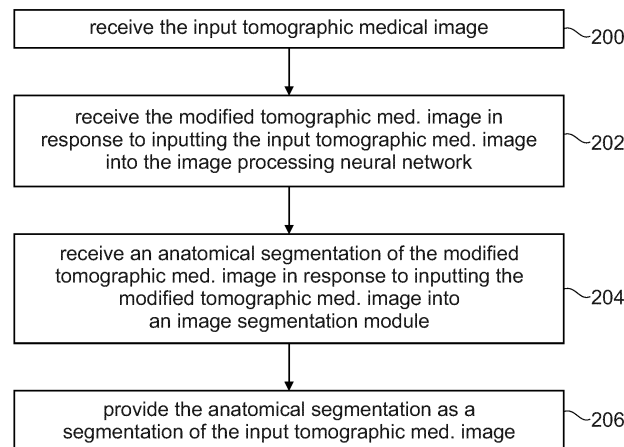 receive the input tomographic medical image
200
receive the modified tomographic med. image in
response to inputting the input tomographic med. image
into the image processing neural network
202
receive an anatomical segmentation of the modified
tomographic med. image in response to inputting the
modified tomographic med. image into
an image segmentation module
204
provide the anatomical segmentation as a
segmentation of the input tomographic med. image
206